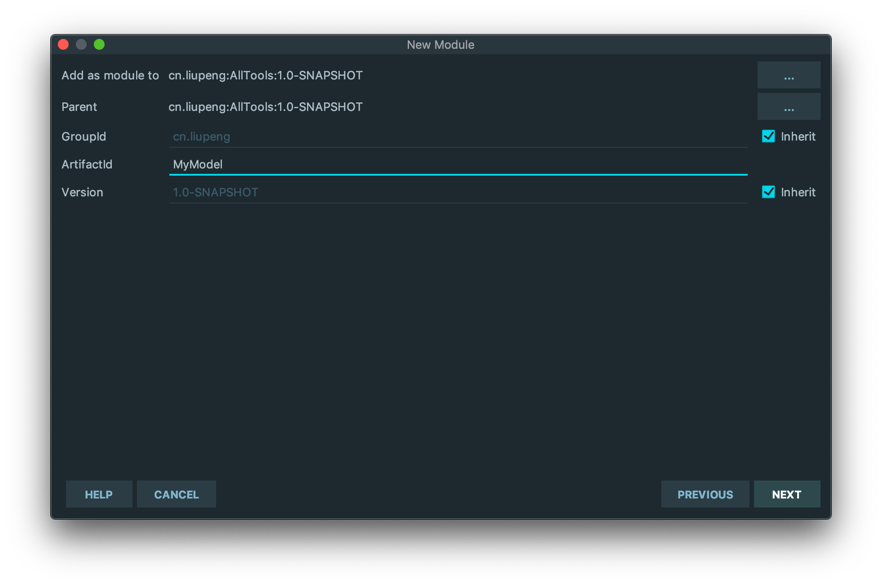 New Module
Add as module to cn.liupeng:AllTools:1.0-SNAPSHOT ...
Parent cn.liupeng:AllTools:1.0-SNAPSHOT ...
GroupId cn.liupeng Inherit
ArtifactId MyModel
Version 1.0-SNAPSHOT Inherit
HELP CANCEL PREVIOUS NEXT